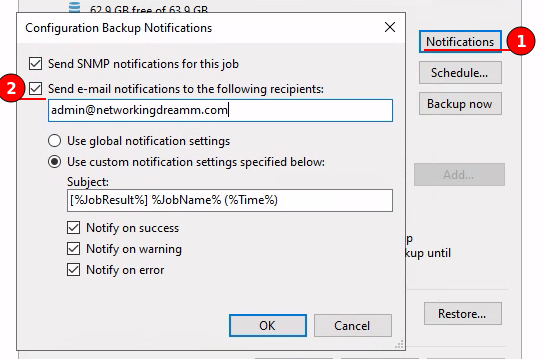 62.9 GB free of 63.9 GB
Configuration Backup Notifications
Notifications
1
Send SNMP notifications for this job
Schedule...
2
Send e-mail notifications to the following recipients:
Backup now
admin@networkingdreamm.com
Use global notification settings
Use custom notification settings specified below:
Subject:
Add...
[%JobResult%] %JobName% (%Time%)
Notify on success
Notify on warning
Notify on error
up until
Restore...
OK
Cancel